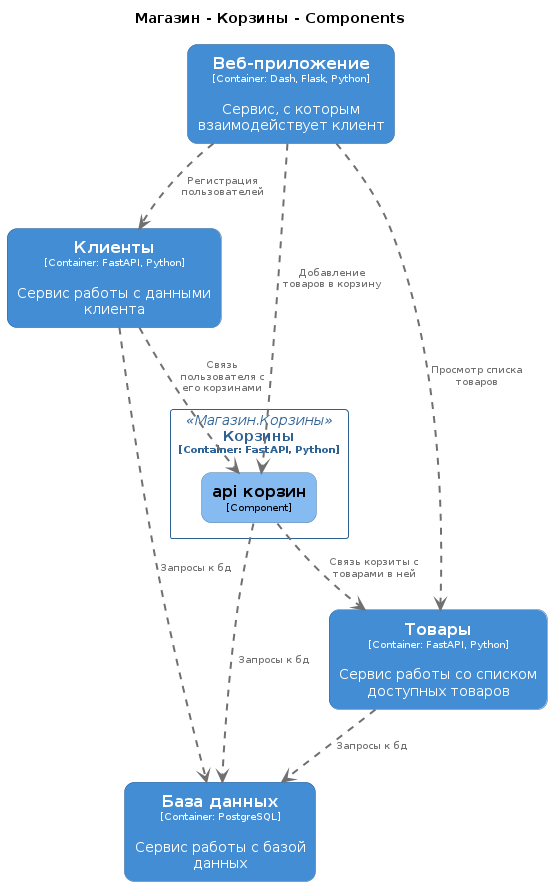 Магазин - Корзины - Components
Веб-приложение
[Container: Dash, Flask, Python]
Сервис, с которым
взаимодействует клиент
Регистрация
пользователей
Клиенты
[Container: FastAPI, Python]
Сервис работы с данными
клиента
Добавление
товаров в корзину
Просмотр списка
товаров
Связь
пользователя с
его корзинами
«Магазин.Корзины»
Корзины
[Container: FastAPI, Python]
api корзин
[Component]
Запросы к бд
Связь корзиты с
товарами в ней
Товары
[Container: FastAPI, Python]
Сервис работы со списком
доступных товаров
Запросы к бд
Запросы к бд
База данных
[Container: PostgreSQL]
Сервис работы с базой
данных